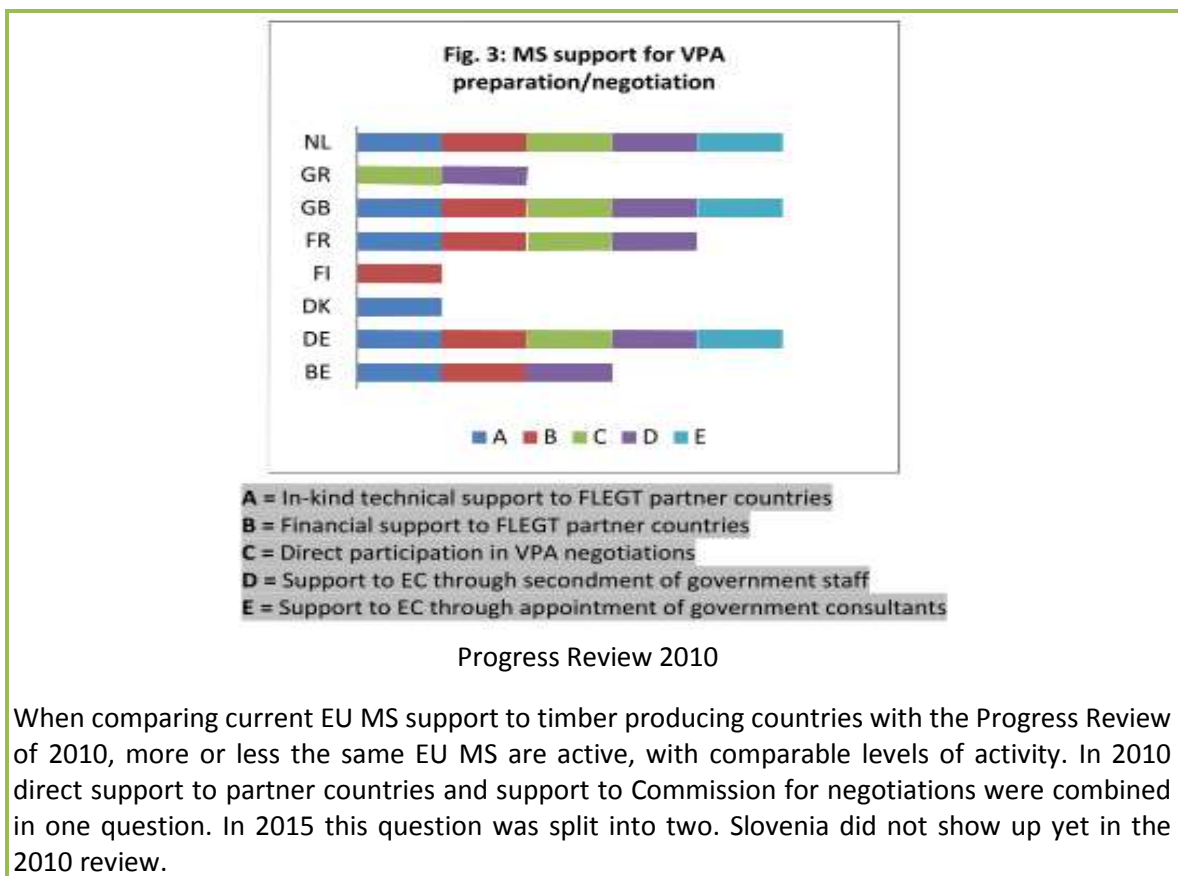 Fig. 3: MS support for VPA
preparation/negotiation
NL
GR
GB
FR
FI
DK
DE
BE
A B C D E
A = In-kind technical support to FLEGT partner countries
B = Financial support to FLEGT partner countries
C = Direct participation in VPA negotiations
D = Support to EC through secondment of government staff
E = Support to EC through appointment of government consultants
Progress Review 2010
When comparing current EU MS support to timber producing countries with the Progress Review
of 2010, more or less the same EU MS are active, with comparable levels of activity. In 2010
direct support to partner countries and support to Commission for negotiations were combined
in one question. In 2015 this question was split into two. Slovenia did not show up yet in the
2010 review.